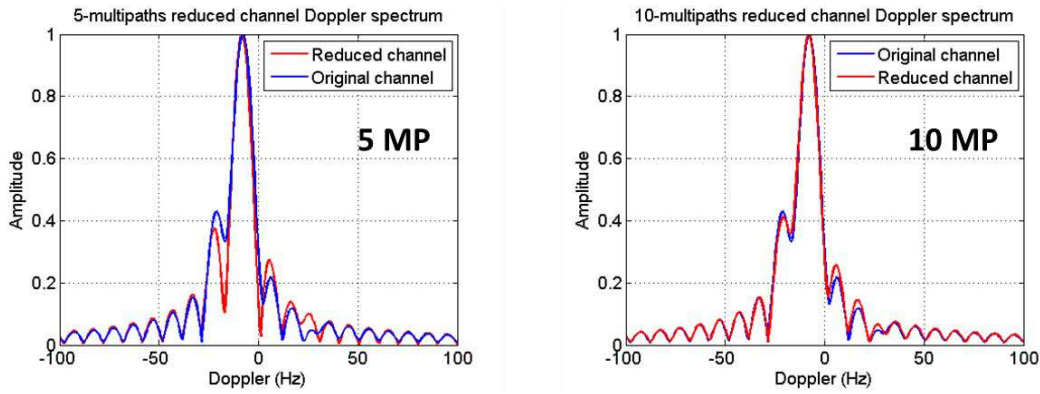 5-multipaths reduced channel Doppler spectrum
1
0.8
0.6
0.4
0.2
0
Amplitude
Reduced channel
Original channel
5 MP
-100
-50
0
50
100
Doppler (Hz)
10-multipaths reduced channel Doppler spectrum
1
0.8
0.6
0.4
0.2
0
Amplitude
Original channel
Reduced channel
10 MP
-100
-50
0
50
100
Doppler (Hz)